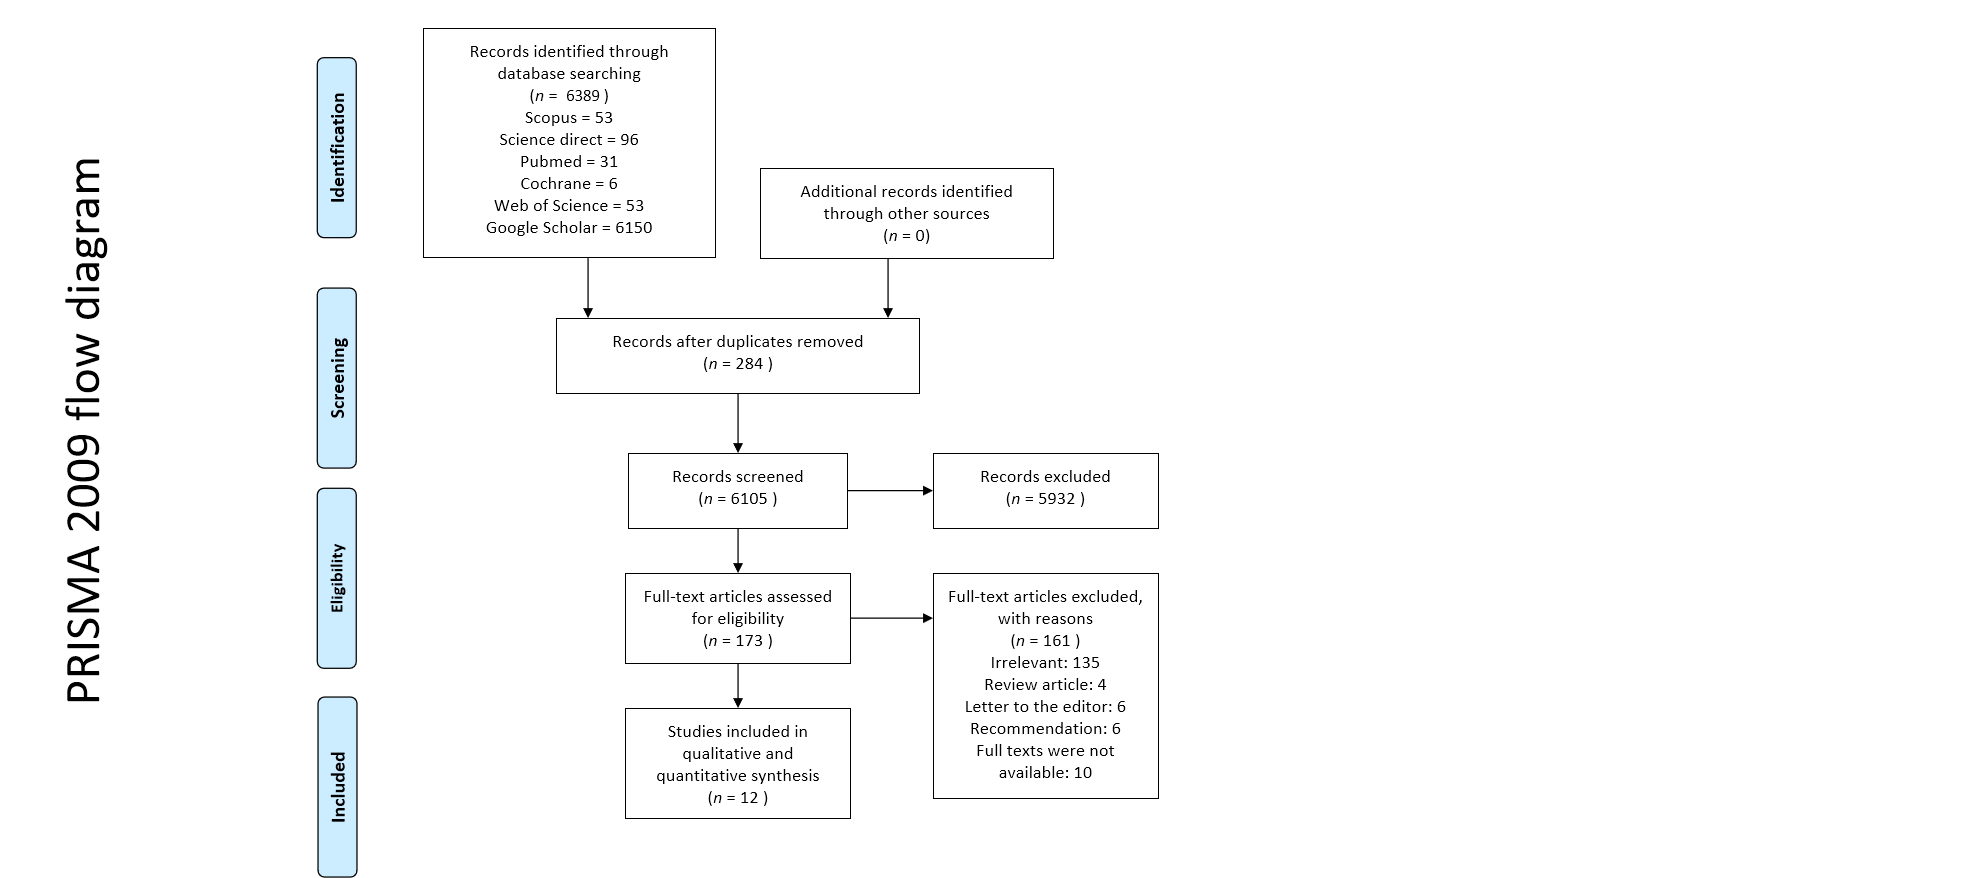 PRISMA 2009 flow diagram
Identification
Records identified through
database searching
(n =  6389 )
Scopus = 53
Science direct = 96
Pubmed = 31
Cochrane = 6
Web of Science = 53
Google Scholar = 6150
Additional records identified
through other sources
(n = 0)
Screening
Records after duplicates removed
(n = 284 )
Records screened
(n = 6105 )
Records excluded
(n = 5932 )
Eligibility
Full-text articles assessed
for eligibility
(n = 173 )
Full-text articles excluded,
with reasons
(n = 161 )
Irrelevant: 135
Review article: 4
Letter to the editor: 6
Recommendation: 6
Full texts were not
available: 10
Included
Studies included in
qualitative and
quantitative synthesis
(n = 12 )